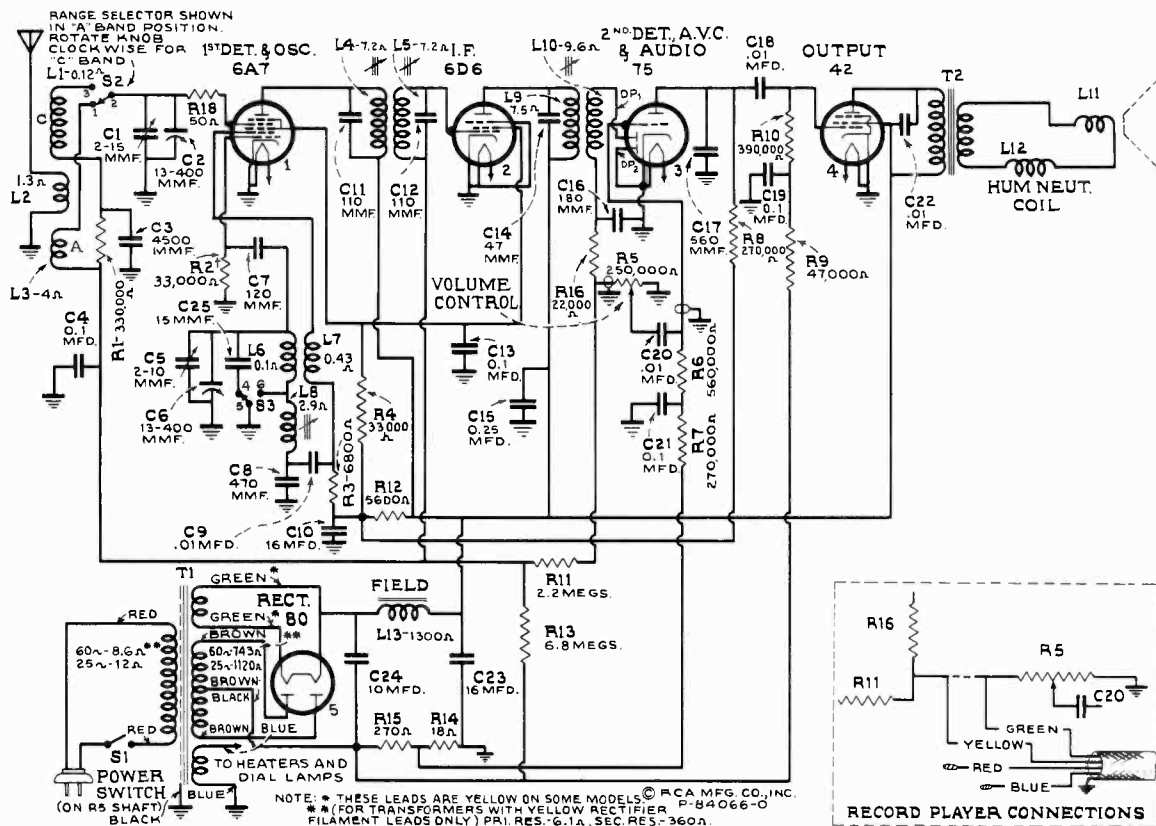 RANGE SELECTOR SHOWN
IN "A" BAND POSITION.
ROTATE KNOB
CLOCKWISE FOR
"C" BAND
L1-0.12Ω
S2
3
2
1
C
1.3Ω
L2
A
L3-4Ω
C1
2-15
MMF.
C2
13-400
MMF.
R18
50Ω
1ST DET. & OSC.
6A7
1
L4-7.2Ω
L5-7.2Ω
I.F.
6D6
2
L10-9.6Ω
L9
7.5Ω
2ND DET., A.V.C.
& AUDIO
75
DP1
DP2
3
C18
.01
MFD.
OUTPUT
42
4
T2
L11
L12
HUM NEUT.
COIL
C3
4500
MMF.
R1-330,000Ω
R2
33,000Ω
C7
120
MMF.
C11
110
MMF.
C12
110
MMF.
C14
47
MMF.
C16
180
MMF.
C17
560
MMF.
R10
390,000Ω
C19
0.1
MFD.
C22
.01
MFD.
R8
270,000Ω
R9
47,000Ω
R5
250,000Ω
R16
22,000Ω
VOLUME
CONTROL
C4
0.1
MFD.
C25
15 MMF.
C5
2-10
MMF.
C6
13-400
MMF.
L6
0.1Ω
L7
0.43Ω
4
6
5
S3
L8
2.9Ω
C8
470
MMF.
C9
.01MFD.
C10
16 MFD.
R3-6800Ω
R4
33,000Ω
R12
5600Ω
C13
0.1
MFD.
C15
0.25
MFD.
C20
.01
MFD.
R6
560,000Ω
C21
0.1
MFD.
R7
270,000Ω
T1
GREEN *
GREEN *
RECT.
80
BROWN
**
60~743Ω
25~1120Ω
BROWN
BLACK
BROWN
BLUE
5
RED
60~-8.6Ω **
25~-12Ω
RED
S1
POWER
SWITCH
(ON R5 SHAFT)
BLACK
TO HEATERS AND
DIAL LAMPS
BLUE
FIELD
L13-1300Ω
C24
10 MFD.
C23
16 MFD.
R15
270Ω
R14
18Ω
R11
2.2 MEGS.
R13
6.8 MEGS.
NOTE: * THESE LEADS ARE YELLOW ON SOME MODELS.
** (FOR TRANSFORMERS WITH YELLOW RECTIFIER
FILAMENT LEADS ONLY) PRI. RES.-6.1Ω, SEC. RES.-360Ω.
© RCA MFG. CO., INC.
P-84066-0
R16
R11
R5
C20
GREEN
YELLOW
RED
BLUE
RECORD PLAYER CONNECTIONS